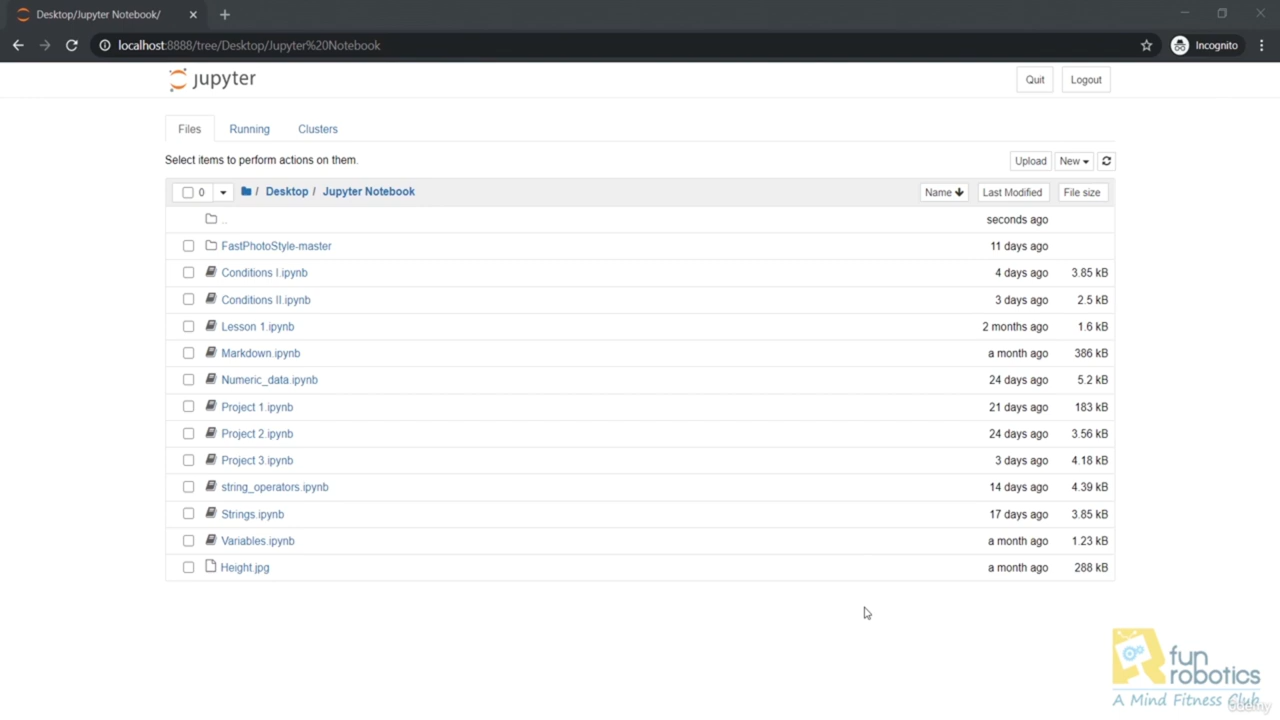 Desktop/Jupyter Notebook/
localhost:8888/tree/Desktop/Jupyter%20Notebook
Incognito
jupyter
Quit
Logout
Files
Running
Clusters
Select items to perform actions on them.
Upload
New
0
/ Desktop / Jupyter Notebook
Name
Last Modified
File size
.. seconds ago
FastPhotoStyle-master 11 days ago
Conditions I.ipynb 4 days ago 3.85 kB
Conditions II.ipynb 3 days ago 2.5 kB
Lesson 1.ipynb 2 months ago 1.6 kB
Markdown.ipynb a month ago 386 kB
Numeric_data.ipynb 24 days ago 5.2 kB
Project 1.ipynb 21 days ago 183 kB
Project 2.ipynb 24 days ago 3.56 kB
Project 3.ipynb 3 days ago 4.18 kB
string_operators.ipynb 14 days ago 4.39 kB
Strings.ipynb 17 days ago 3.85 kB
Variables.ipynb a month ago 1.23 kB
Height.jpg a month ago 288 kB
fun
robotics
A Mind Fitness Club
udemy